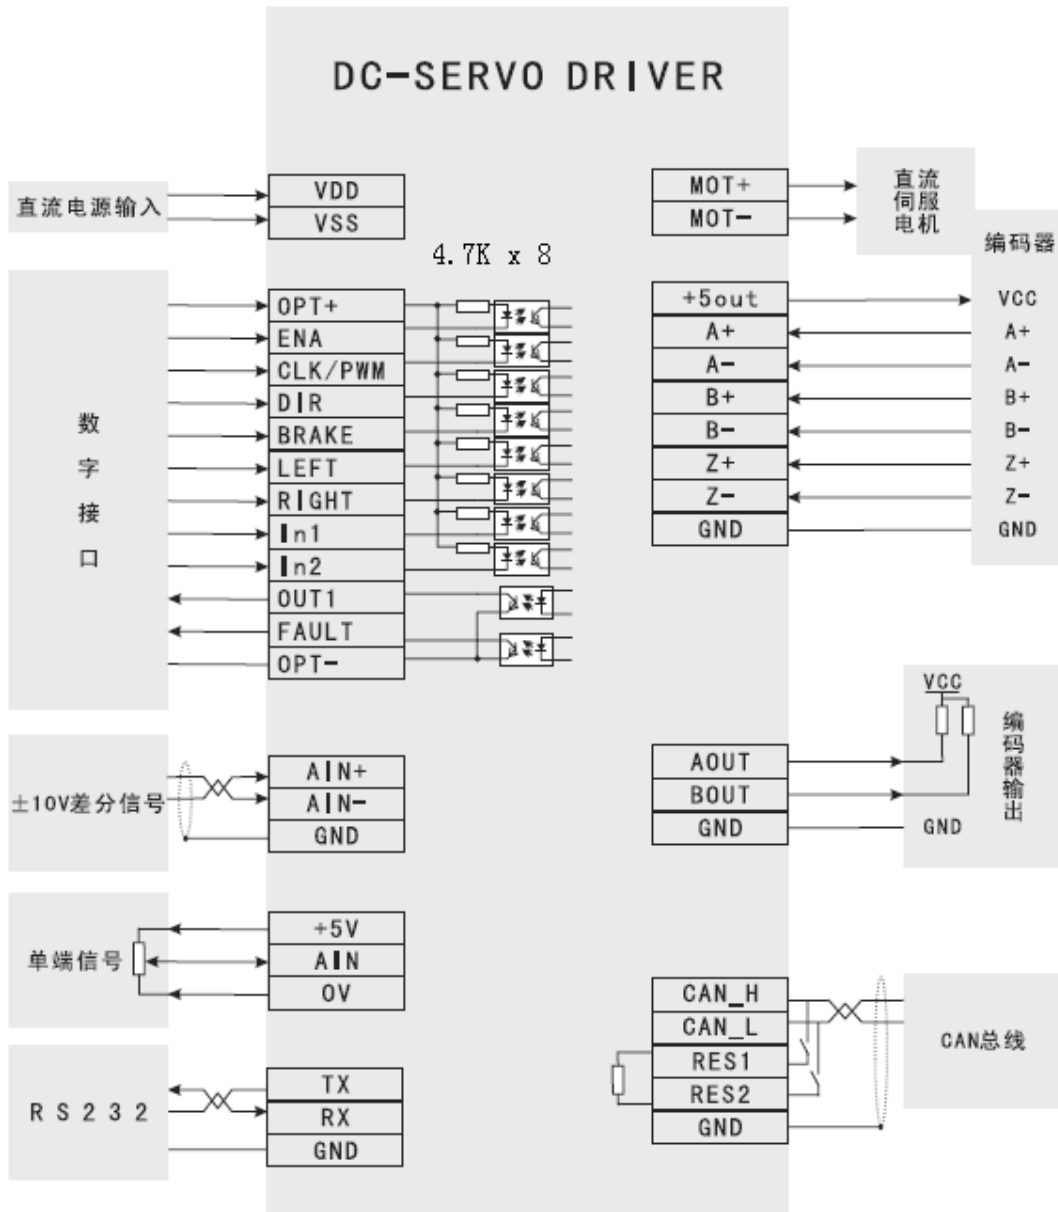 DC-SERVO DRIVER
直流电源输入
VDD
VSS
4.7K x 8
数
字
接
口
OPT+
ENA
CLK/PWM
DIR
BRAKE
LEFT
RIGHT
In1
In2
OUT1
FAULT
OPT-
±10V差分信号
AIN+
AIN-
GND
单端信号
+5V
AIN
0V
RS232
TX
RX
GND
MOT+
MOT-
直流
伺服
电机
编码器
+5out
A+
A-
B+
B-
Z+
Z-
GND
VCC
A+
A-
B+
B-
Z+
Z-
GND
AOUT
BOUT
GND
VCC
GND
编码器输出
CAN_H
CAN_L
RES1
RES2
GND
CAN总线